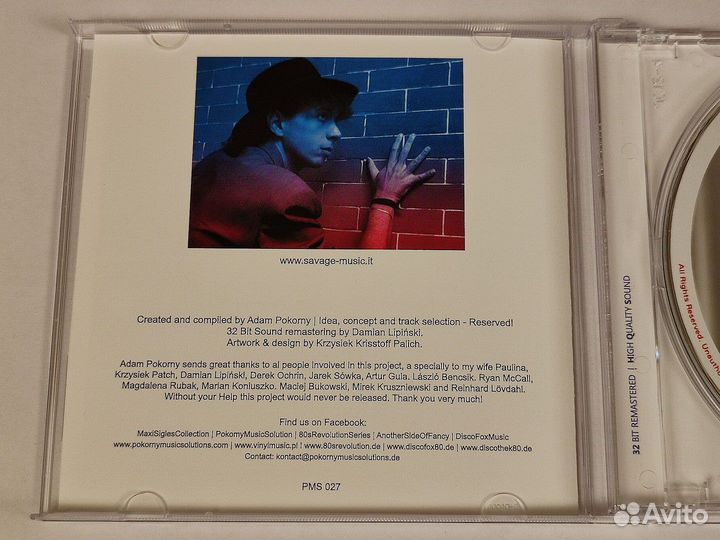 www.savage-music.it
Created and compiled by Adam Pokorny | Idea, concept and track selection - Reserved!
32 Bit Sound remastering by Damian Lipiński.
Artwork & design by Krzysiek Krisstoff Palich.
Adam Pokorny sends great thanks to al people involved in this project, a specially to my wife Paulina,
Krzysiek Patch, Damian Lipiński, Derek Ochrin, Jarek Sówka, Artur Gula. László Bencsik. Ryan McCall,
Magdalena Rubak, Marian Koniuszko. Maciej Bukowski, Mirek Kruszniewski and Reinhard Lövdahl.
Without your Help this project would never be released. Thank you very much!
Find us on Facebook:
MaxiSiglesCollection | PokornyMusicSolution | 80sRevolutionSeries | AnotherSideOfFancy | DiscoFoxMusic
www.pokornymusicsolutions.com | www.vinylmusic.pl | www.80srevolution.de | www.discofox80.de | www.discothek80.de
Contact: kontact@pokornymusicsolutions.de
PMS 027
32 BIT REMASTERED | HIGH QUALITY SOUND
All Rights Reserved. Unautho
Avito